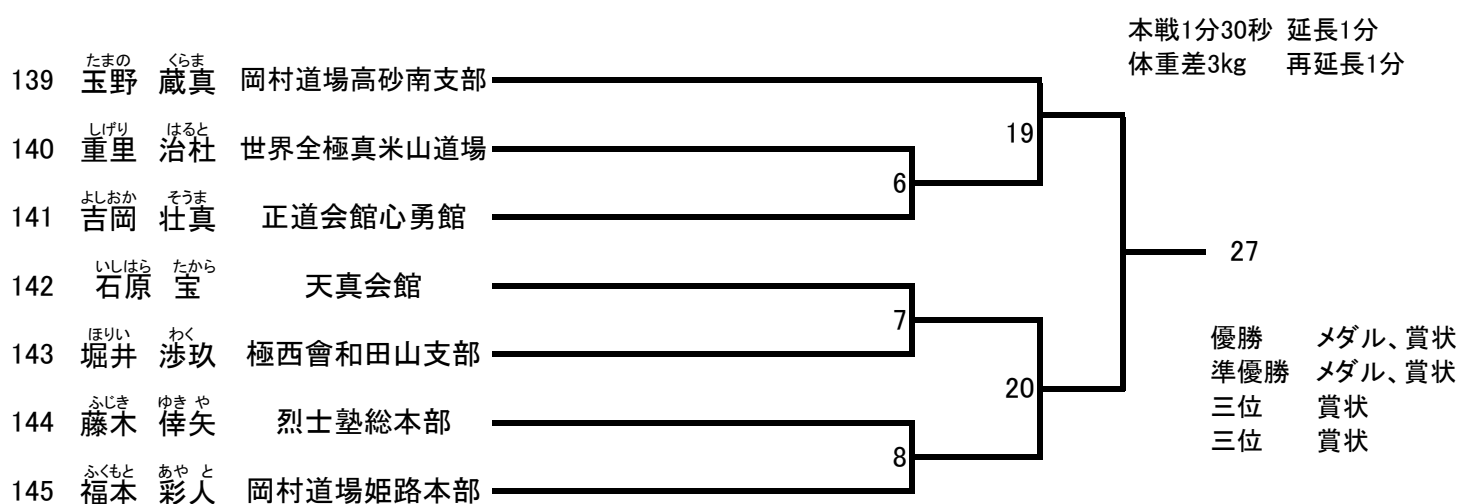 本戦1分30秒 延長1分
体重差3kg 再延長1分
たまの くらま
139 玉野 蔵真 岡村道場高砂南支部
しげり はると
140 重里 治杜 世界全極真米山道場
よしおか そうま
141 吉岡 壮真 正道会館心勇館
いしはら たから
142 石原 宝 天真会館
ほりい わく
143 堀井 渉玖 極西會和田山支部
ふじき ゆき や
144 藤木 倖矢 烈士塾総本部
ふくもと あや と
145 福本 彩人 岡村道場姫路本部
6
7
8
19
20
27
優勝 メダル、賞状
準優勝 メダル、賞状
三位 賞状
三位 賞状